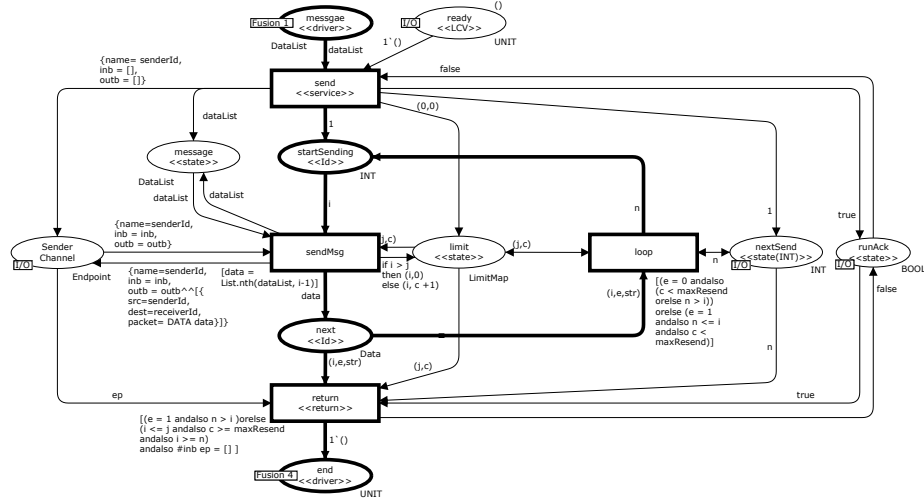 Fusion 1
messgae
<<driver>>
DataList
dataList
I/O
ready
<<LCV>>
()
UNIT
1`()
{name= senderId,
inb = [],
outb = []}
send
<<service>>
false
dataList
(0,0)
1
message
<<state>>
DataList
dataList
dataList
startSending
<<Id>>
INT
n
i
1
true
Sender
Channel
I/O
Endpoint
{name=senderId,
inb = inb,
outb = outb}
{name=senderId,
inb = inb,
outb = outb^^[{
src=senderId,
dest=receiverId,
packet= DATA data}]}
sendMsg
[data =
List.nth(dataList, i-1)]
data
j,c)
if i > j
then (i,0)
else (i, c +1)
limit
<<state>>
LimitMap
(j,c)
loop
n
(i,e,str)
[(e = 0 andalso
(c < maxResend
orelse n > i))
orelse (e = 1
andalso n <= i
andalso c <
maxResend)]
nextSend
<<state(INT)>>
I/O
INT
runAck
<<state>>
I/O
BOOL
false
next
<<Id>>
Data
(i,e,str)
(j,c)
n
ep
return
<<return>>
true
[(e = 1 andalso n > i )orelse
(i <= j andalso c >= maxResend
andalso i >= n)
andalso #inb ep = [] ]
1`()
Fusion 4
end
<<driver>>
UNIT